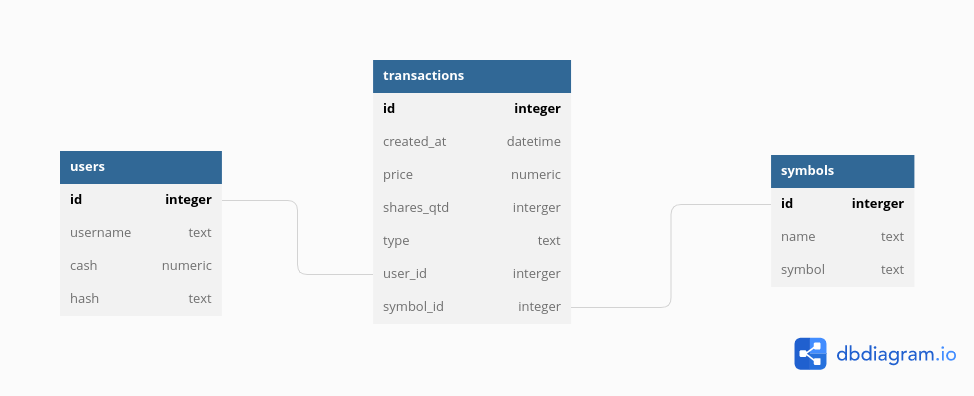 users
id integer
username text
cash numeric
hash text
transactions
id integer
created_at datetime
price numeric
shares_qtd interger
type text
user_id interger
symbol_id integer
symbols
id interger
name text
symbol text
dbdiagram.io